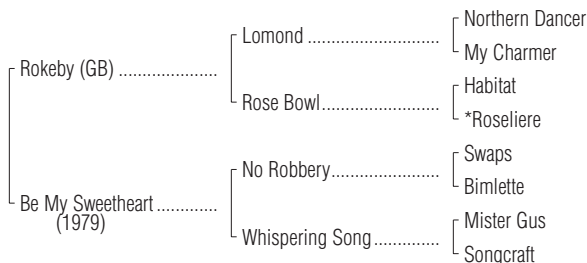 Northern Dancer
Lomond
My Charmer
Rokeby (GB)
Habitat
Rose Bowl
*Roseliere
Swaps
No Robbery
Bimlette
Be My Sweetheart
(1979)
Mister Gus
Whispering Song
Songcraft